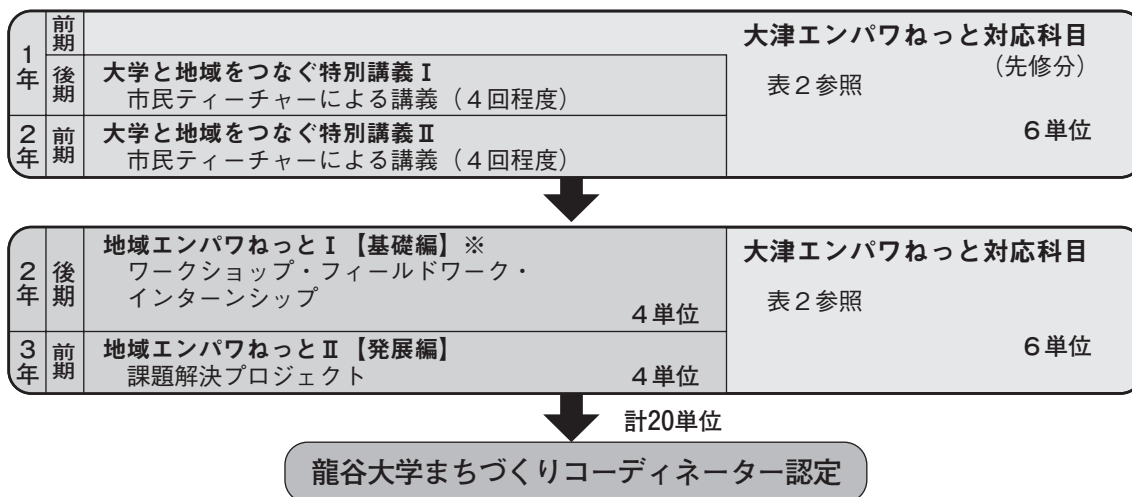 1年
前期
大津エンパワねっと対応科目
(先修分)
後期
大学と地域をつなぐ特別講義Ⅰ
市民ティーチャーによる講義(4回程度)
表2参照
2年
前期
大学と地域をつなぐ特別講義Ⅱ
市民ティーチャーによる講義(4回程度)
6単位
2年
後期
地域エンパワねっとⅠ【基礎編】※
ワークショップ・フィールドワーク・
インターンシップ
4単位
大津エンパワねっと対応科目
表2参照
3年
前期
地域エンパワねっとⅡ【発展編】
課題解決プロジェクト
4単位
6単位
計20単位
龍谷大学まちづくりコーディネーター認定